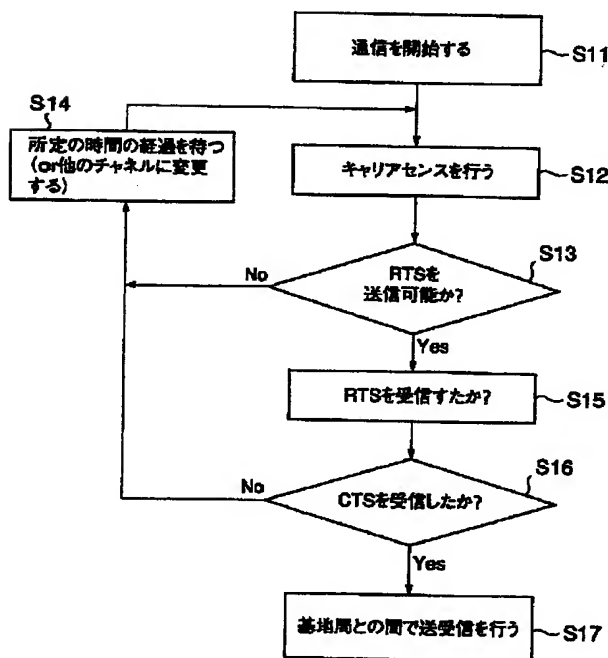 通信を開始する
S11
S14
所定の時間の経過を待つ
(or他のチャネルに変更
する)
キャリアセンスを行う
S12
No
RTSを
送信可能か?
S13
Yes
RTSを受信すたか?
S15
No
CTSを受信したか?
S16
Yes
基地局との間で送受信を行う
S17